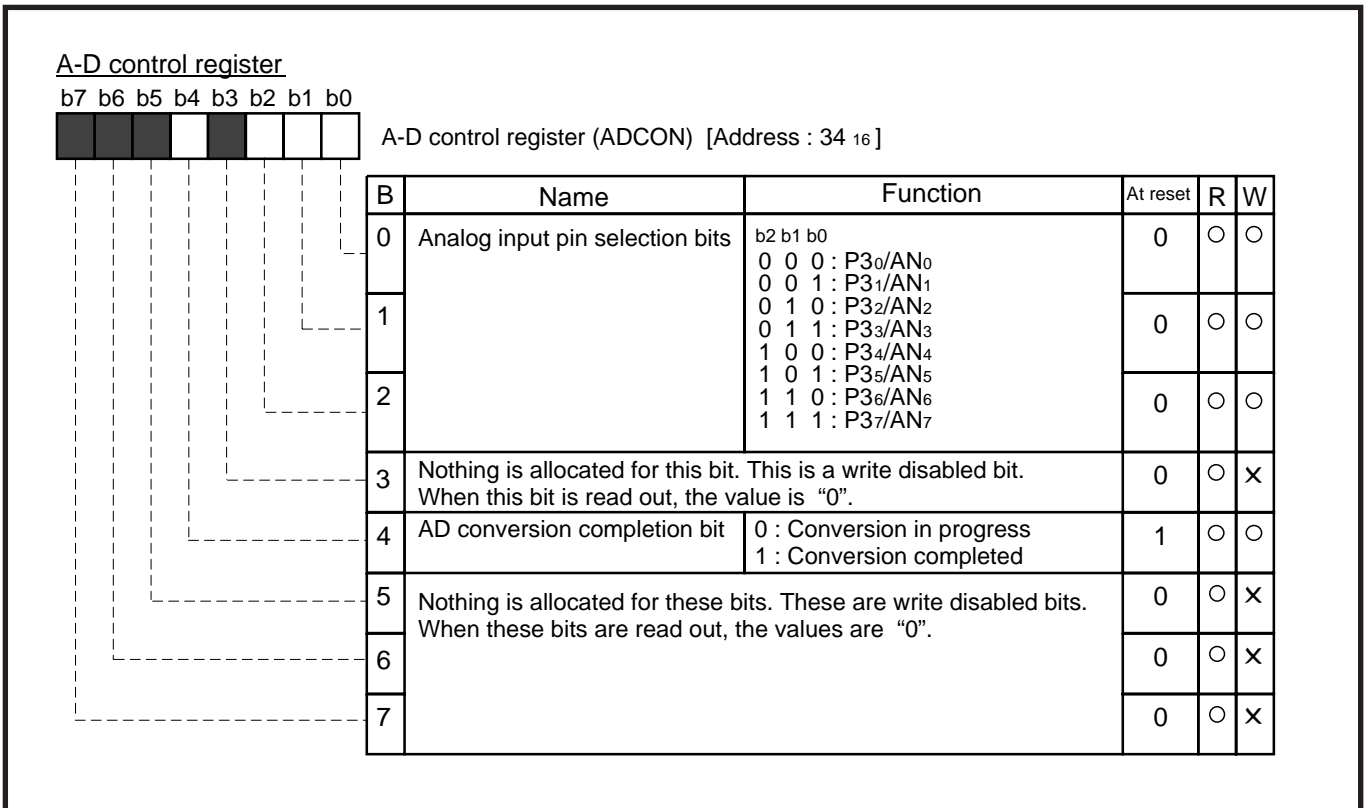 A-D control register
b7 b6 b5 b4 b3 b2 b1 b0
A-D control register (ADCON) [Address : 34 16 ]
B Name Function At reset R W
0 Analog input pin selection bits b2 b1 b0 0 ○ ○
0 0 0 : P30/AN0
0 0 1 : P31/AN1
1 0 1 0 : P32/AN2 0 ○ ○
0 1 1 : P33/AN3
1 0 0 : P34/AN4
1 0 1 : P35/AN5
2 1 1 0 : P36/AN6 0 ○ ○
1 1 1 : P37/AN7
3 Nothing is allocated for this bit. This is a write disabled bit. 0 ○ ×
When this bit is read out, the value is “0”.
4 AD conversion completion bit 0 : Conversion in progress 1 ○ ○
1 : Conversion completed
5 Nothing is allocated for these bits. These are write disabled bits. 0 ○ ×
When these bits are read out, the values are “0”.
6 0 ○ ×
7 0 ○ ×